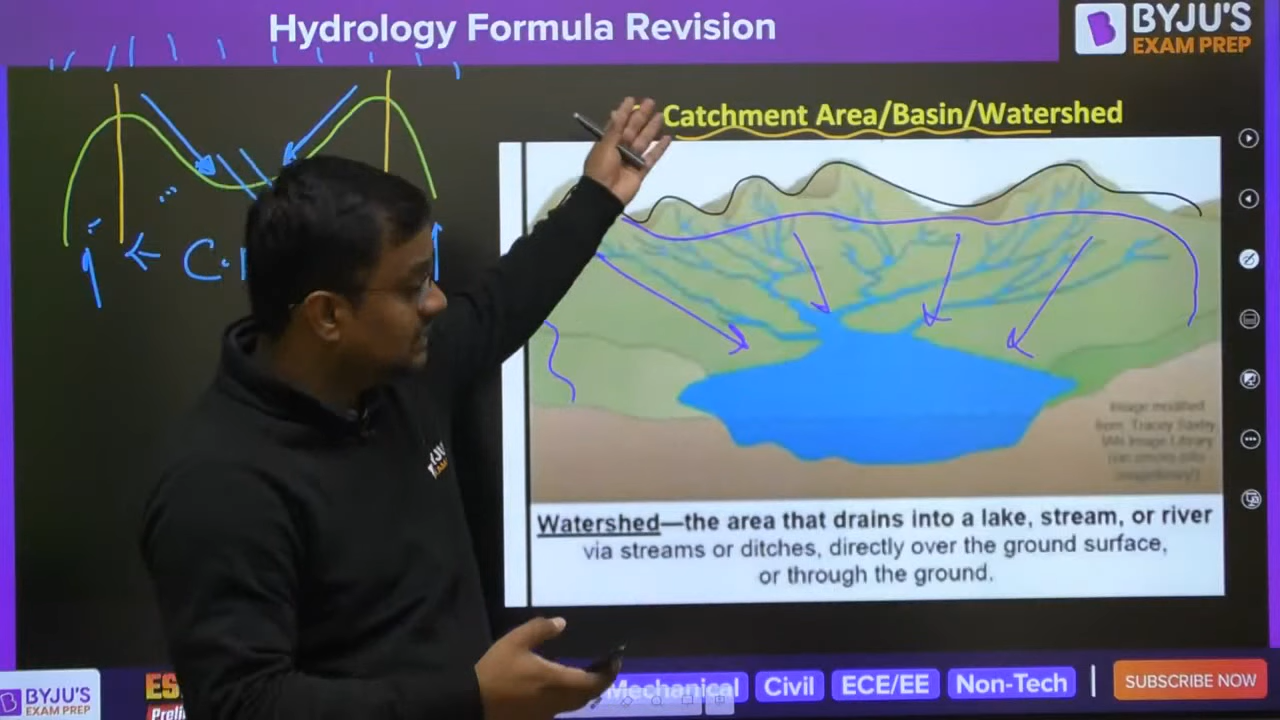 Hydrology Formula Revision
BYJU'S
EXAM PREP
Catchment Area/Basin/Watershed
Image modified
from Tracey Saxby
IAN Image Library
Watershed—the area that drains into a lake, stream, or river
via streams or ditches, directly over the ground surface,
or through the ground.
BYJU'S
EXAM PREP
Mechanical
Civil
ECE/EE
Non-Tech
SUBSCRIBE NOW